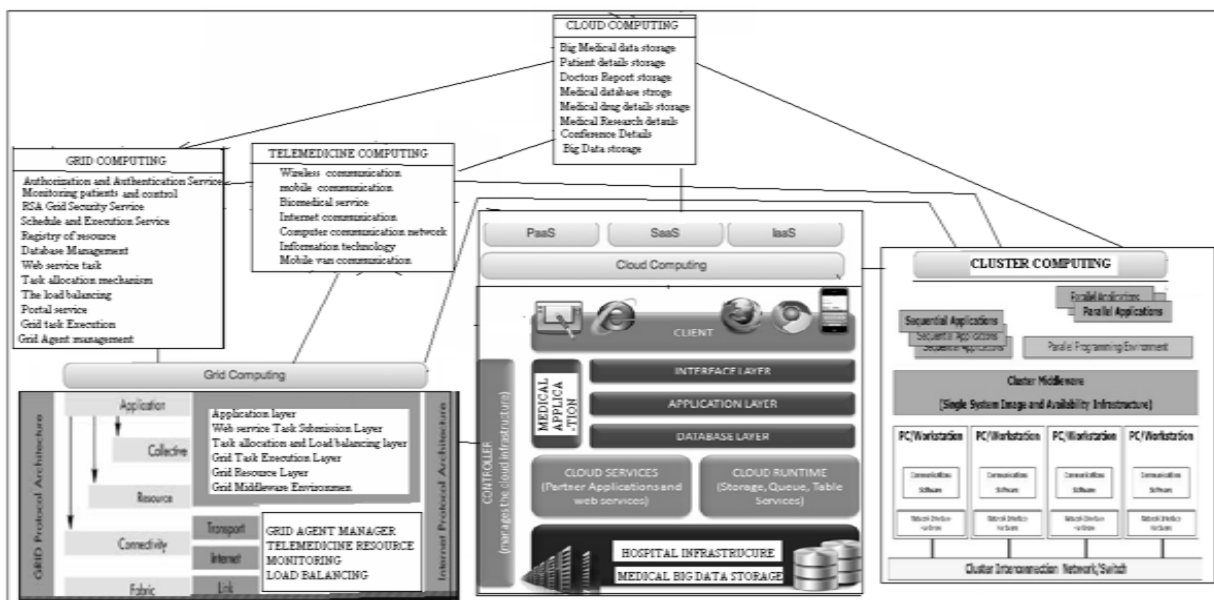 CLOUD COMPUTING
Big Medical data storage
Patient details storage
Doctors Report storage
Medical database stroge
Medical drug details storage
Medical Research details
Conference Details
Big Data storage
GRID COMPUTING
Authorization and Authentication Service
Monitoring patients and control
RSA Grid Security Service
Schedule and Execution Service
Registry of resource
Database Management
Web service task
Task allocation mechanism
The load balancing
Portal service
Grid task Execution
Grid Agent management
TELEMEDICINE COMPUTING
Wireless communication
mobile communication
Biomedical service
Internet communication
Computer communication network
Information technology
Mobile van communication
Grid Computing
GRID Protocol Architecture
Application
Collective
Resource
Connectivity
Fabric
Application layer
Web service Task Submission Layer
Task allocation and Load balancing layer
Grid Task Execution Layer
Grid Resource Layer
Grid Middleware Environmen
Transport
Internet
Link
GRID AGENT MANAGER
TELEMEDICINE RESOURCE
MONITORING
LOAD BALANCING
Internet Protocol Architecture
PaaS
SaaS
IaaS
Cloud Computing
CONTROLLER
(manages the cloud infrastructure)
CLIENT
MEDICAL
APPLICA
-TION
INTERFACE LAYER
APPLICATION LAYER
DATABASE LAYER
CLOUD SERVICES
(Partner Applications and
web services)
CLOUD RUNTIME
(Storage, Queue, Table
Services)
HOSPITAL INFRASTRUCURE
MEDICAL BIG DATA STORAGE
CLUSTER COMPUTING
Parallel Applications
Parallel Applications
Sequential Applications
Sequential Applications
Sequential Applications
Parallel Programming Environment
Cluster Middleware
(Single System Image and Availability Infrastructure)
PC/Workstation
PC/Workstation
PC/Workstation
PC/Workstation
Communications
Software
Communications
Software
Communications
Software
Communications
Software
Network Interface
Hardware
Network Interface
Hardware
Network Interface
Hardware
Network Interface
Hardware
Cluster Interconnection Network/Switch